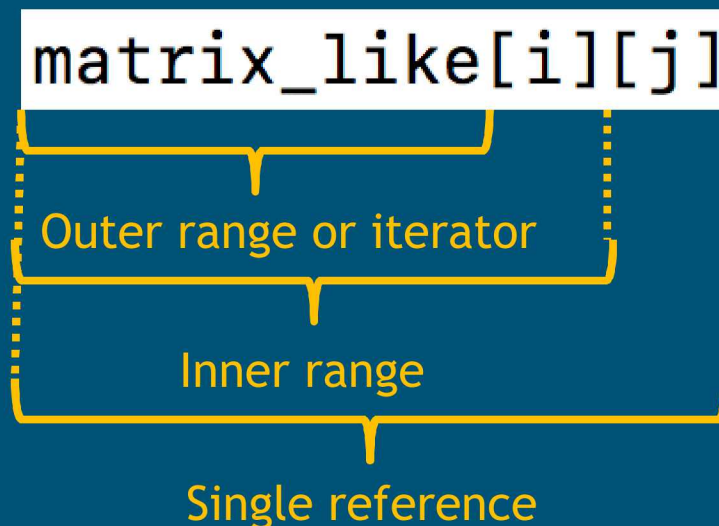 matrix_like[i][j]
Outer range or iterator
Inner range
Single reference